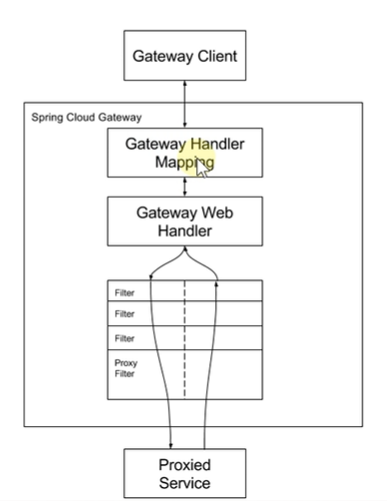 Gateway Client
Spring Cloud Gateway
Gateway Handler
Mapping
Gateway Web
Handler
Filter
Filter
Filter
Proxy
Filter
Proxied
Service